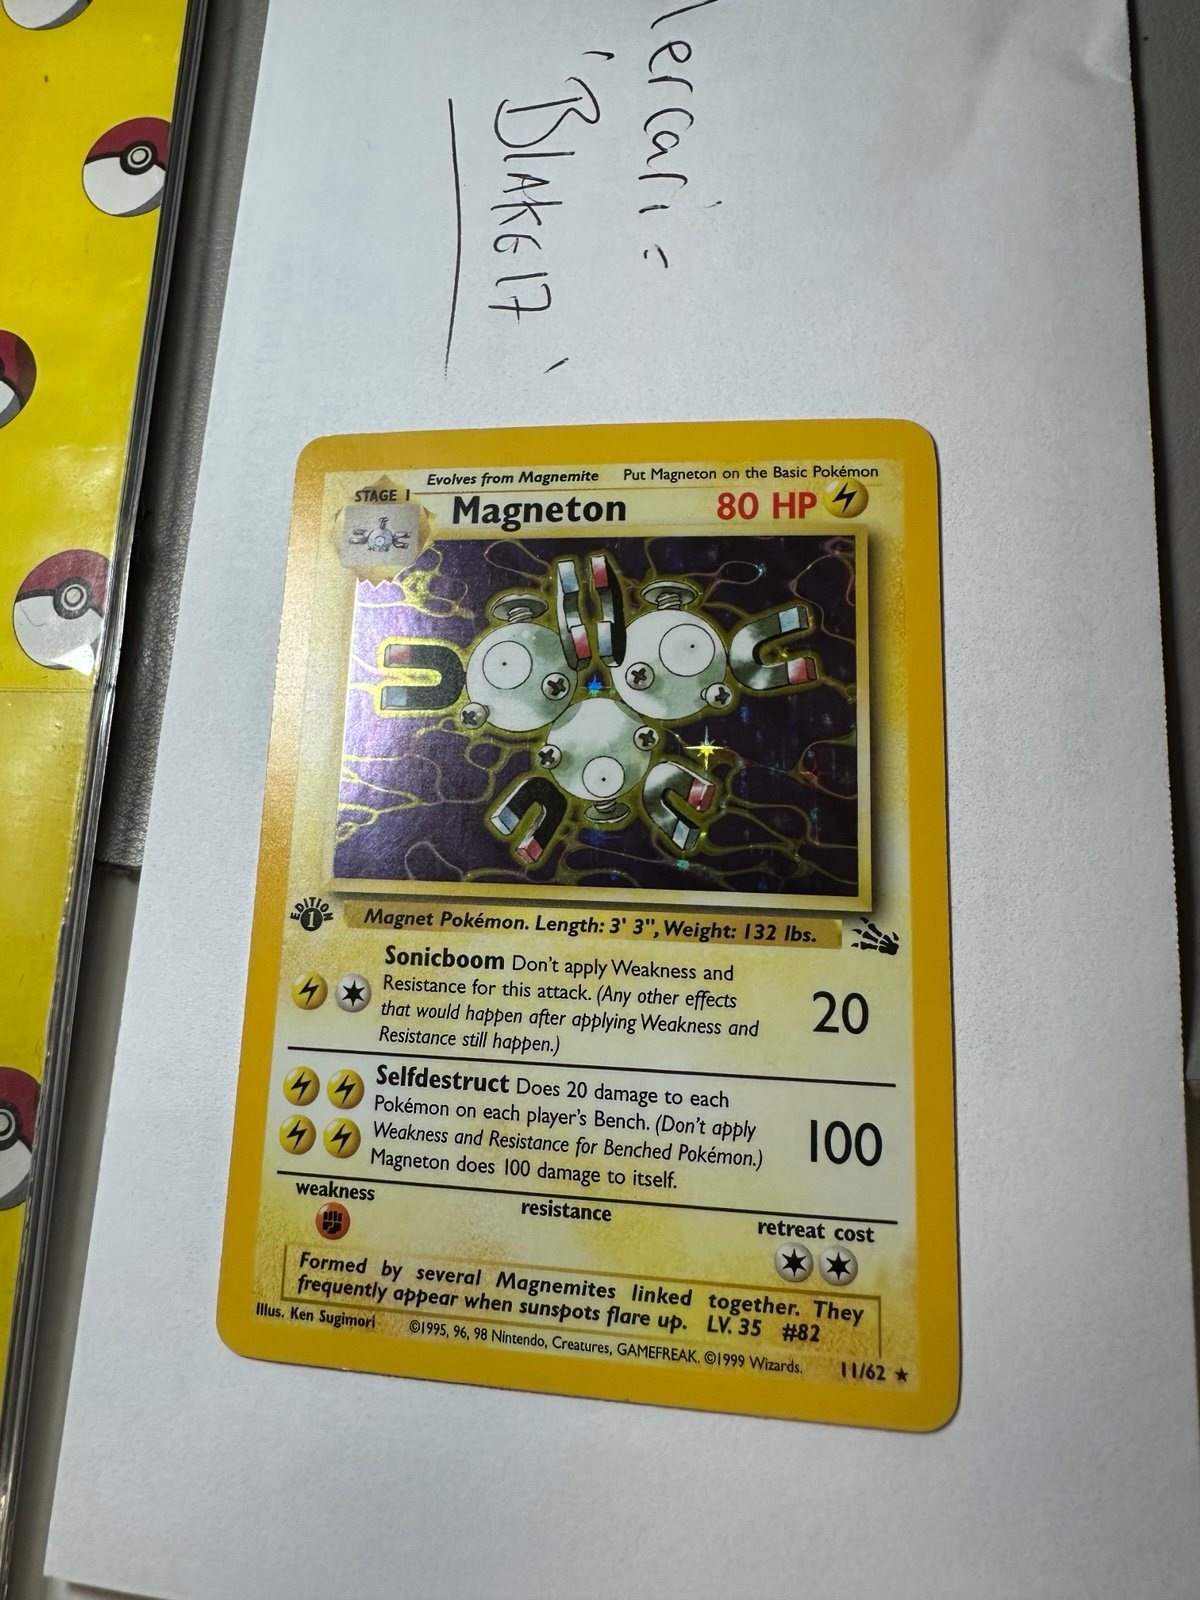 ercari =
'BLAKE17'
Evolves from Magnemite Put Magneton on the Basic Pokémon
STAGE 1
Magneton 80 HP
EDITION
1
Magnet Pokémon. Length: 3' 3", Weight: 132 lbs.
Sonicboom Don't apply Weakness and
Resistance for this attack. (Any other effects
that would happen after applying Weakness and
Resistance still happen.)
20
Selfdestruct Does 20 damage to each
Pokémon on each player's Bench. (Don't apply
Weakness and Resistance for Benched Pokémon.)
Magneton does 100 damage to itself.
100
weakness
resistance
retreat cost
Formed by several Magnemites linked together. They
frequently appear when sunspots flare up. LV. 35 #82
Illus. Ken Sugimori ©1995, 96, 98 Nintendo, Creatures, GAMEFREAK. ©1999 Wizards. 11/62 ★